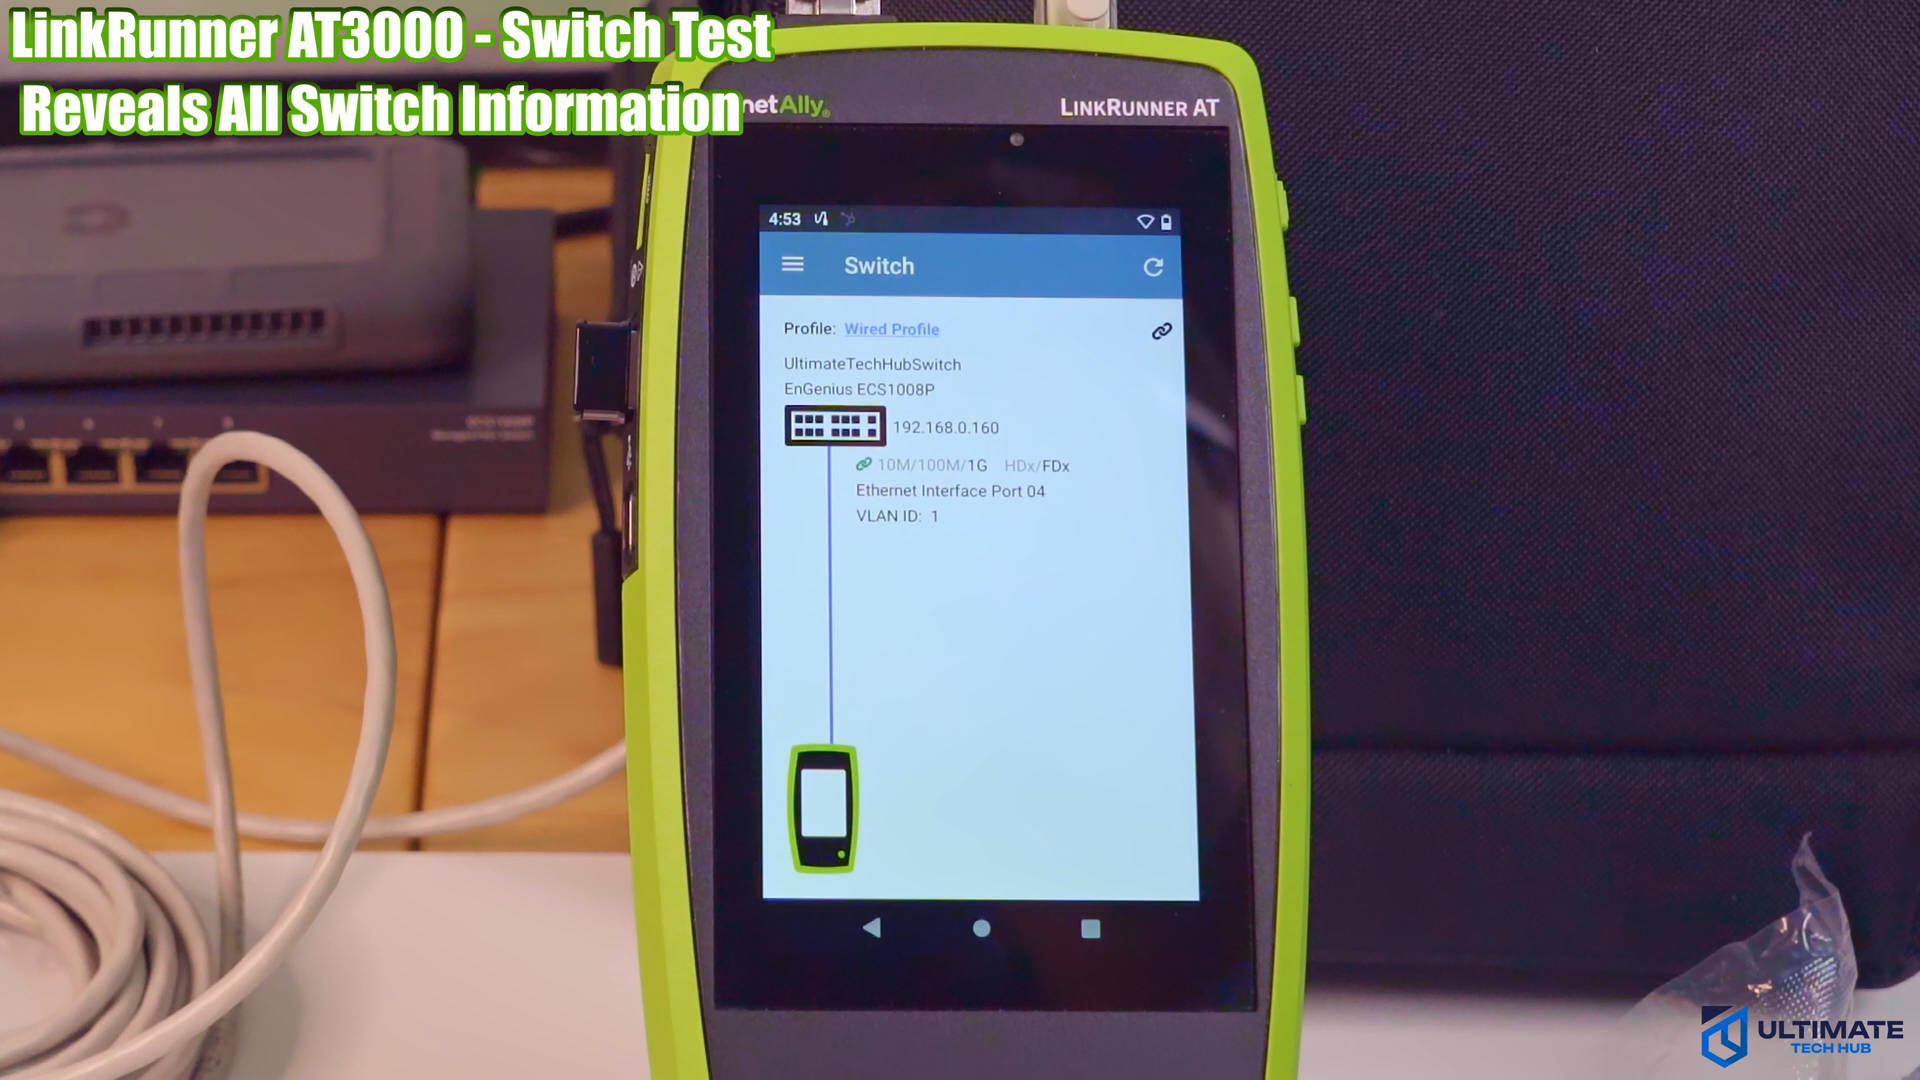 LinkRunner AT3000 - Switch Test
Reveals All Switch Information
netAlly®
LINKRUNNER AT
4:53
Switch
Profile: Wired Profile
UltimateTechHubSwitch
EnGenius ECS1008P
192.168.0.160
10M/100M/1G HDx/FDx
Ethernet Interface Port 04
VLAN ID: 1
ULTIMATE
TECH HUB